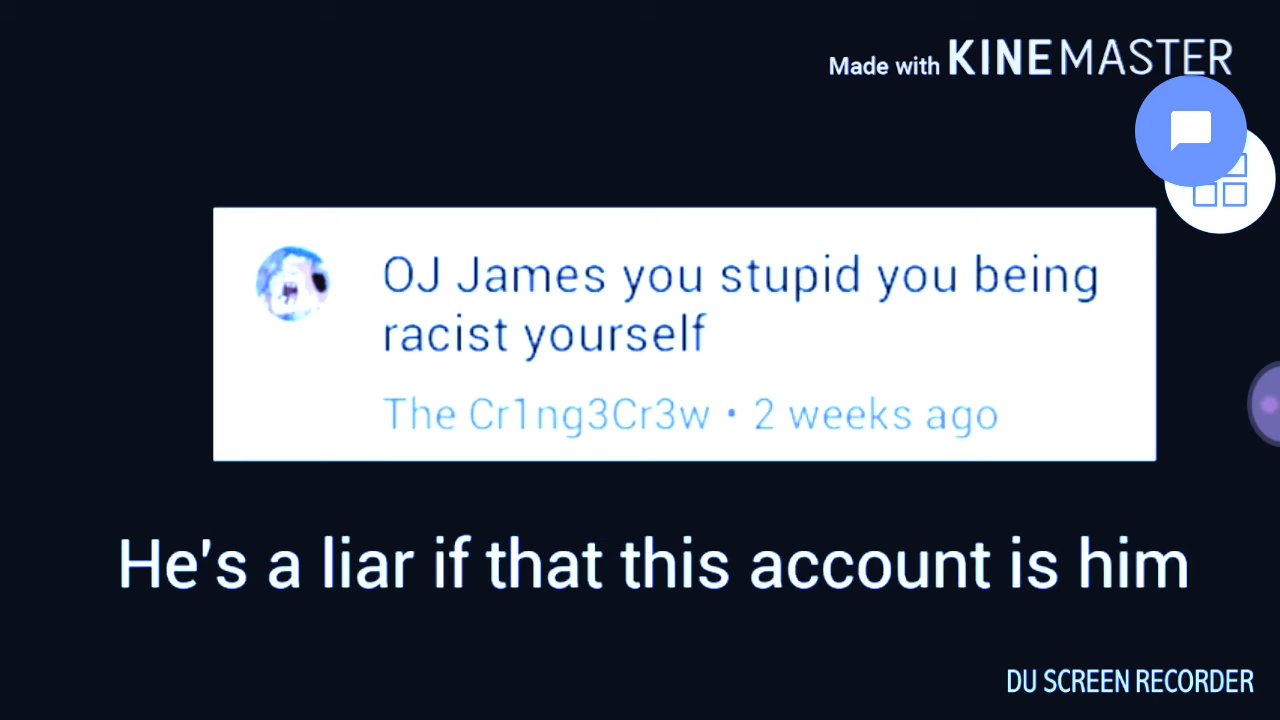 Made with KINEMASTER
OJ James you stupid you being
racist yourself
The Cr1ng3Cr3w • 2 weeks ago
He's a liar if that this account is him
DU SCREEN RECORDER